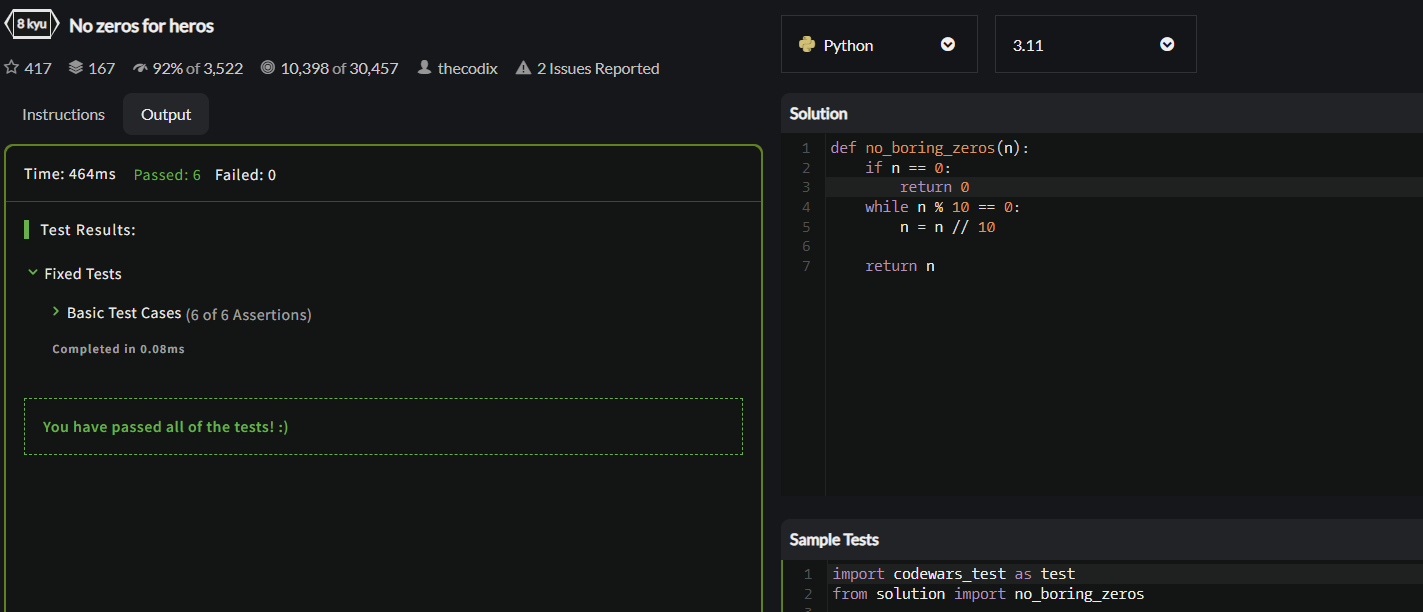 8 kyu No zeros for heros
417 167 92% of 3,522 10,398 of 30,457 thecodix 2 Issues Reported
Instructions Output
Time: 464ms Passed: 6 Failed: 0
Test Results:
Fixed Tests
Basic Test Cases (6 of 6 Assertions)
Completed in 0.08ms
You have passed all of the tests! :)
Python 3.11
Solution
1 def no_boring_zeros(n):
2     if n == 0:
3         return 0
4     while n % 10 == 0:
5         n = n // 10
6
7     return n
Sample Tests
1 import codewars_test as test
2 from solution import no_boring_zeros